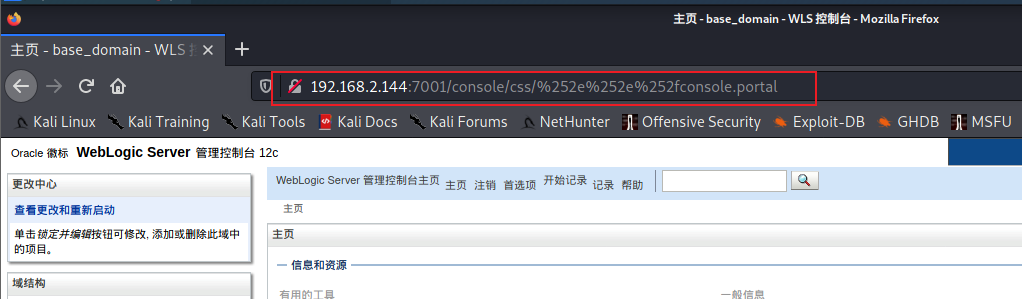 主页 - base_domain - WLS 控制台 - Mozilla Firefox
主页 - base_domain - WLS 控
192.168.2.144:7001/console/css/%252e%252e%252fconsole.portal
Kali Linux Kali Training Kali Tools Kali Docs Kali Forums NetHunter Offensive Security Exploit-DB GHDB MSFU
Oracle 徽标 WebLogic Server 管理控制台 12c
更改中心
查看更改和重新启动
单击锁定并编辑按钮可修改, 添加或删除此域中
的项目。
域结构
WebLogic Server 管理控制台主页 主页 注销 首选项 开始记录 记录 帮助
主页
主页
信息和资源
有用的工具 一般信息